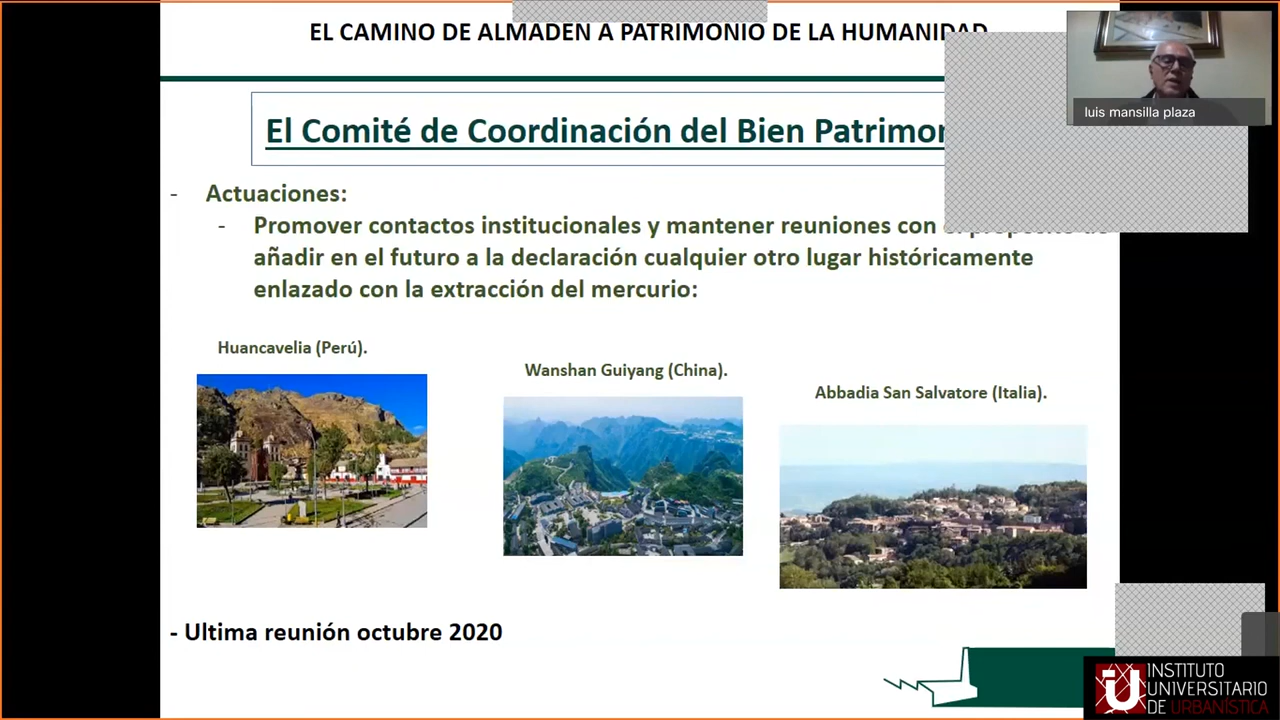 EL CAMINO DE ALMADEN A PATRIMONIO DE LA HUMANIDAD
luis mansilla plaza
El Comité de Coordinación del Bien
- Actuaciones:
- Promover contactos institucionales y mantener reuniones con
añadir en el futuro a la declaración cualquier otro lugar históricamente
enlazado con la extracción del mercurio:
Huancavelia (Perú).
Wanshan Guiyang (China).
Abbadia San Salvatore (Italia).
- Ultima reunión octubre 2020
iU
INSTITUTO
UNIVERSITARIO
DE URBANÍSTICA